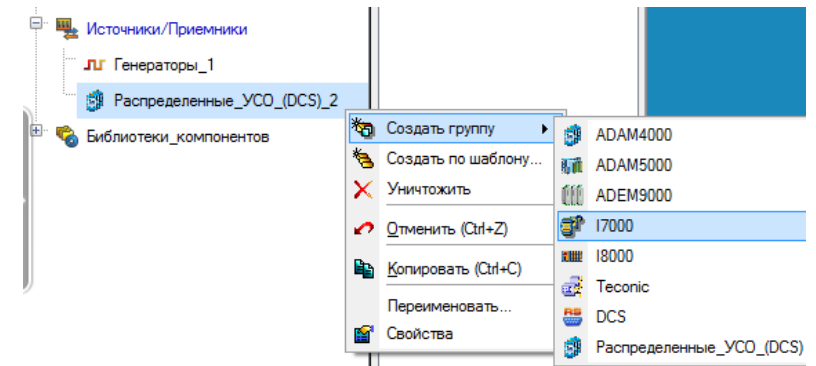 Источники/Приемники
Генераторы_1
Распределенные_УСО_(DCS)_2
Библиотеки_компонентов
Создать группу
Создать по шаблону...
Уничтожить
Отменить (Ctrl+Z)
Копировать (Ctrl+C)
Переименовать...
Свойства
ADAM4000
ADAM5000
ADEM9000
I7000
I8000
Teconic
DCS
Распределенные_УСО_(DCS)